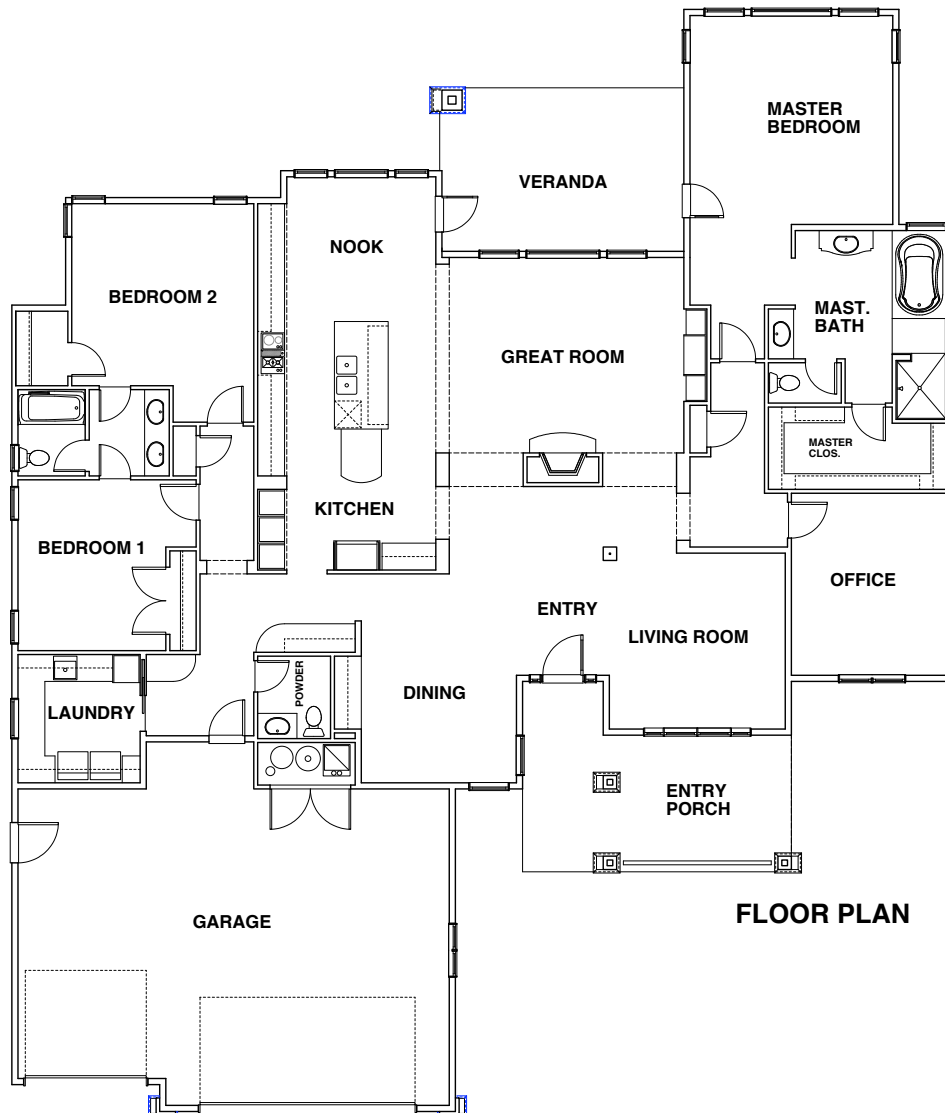 MASTER
BEDROOM
VERANDA
NOOK
BEDROOM 2
MAST.
BATH
GREAT ROOM
MASTER
CLOS.
KITCHEN
BEDROOM 1
OFFICE
ENTRY
LIVING ROOM
POWDER
DINING
LAUNDRY
ENTRY
PORCH
FLOOR PLAN
GARAGE